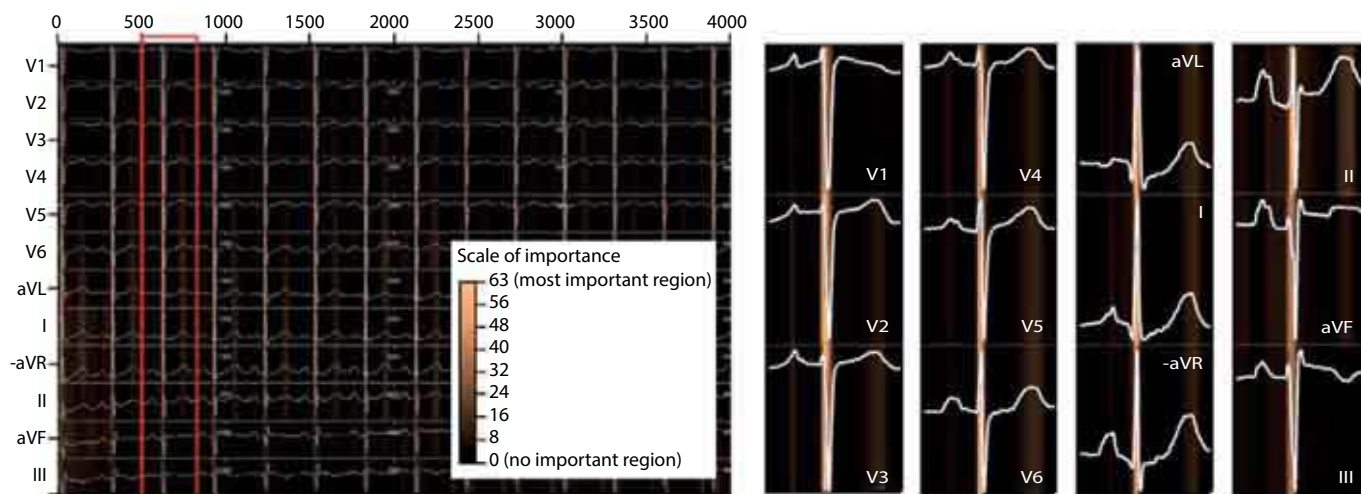 0 500 1000 1500 2000 2500 3000 3500 4000
V1
V2
V3
V4
V5
V6
aVL
I
-aVR
II
aVF
III
Scale of importance
63 (most important region)
56
48
40
32
24
16
8
0 (no important region)
V1
V2
V3
V4
V5
V6
aVL
I
-aVR
II
aVF
III